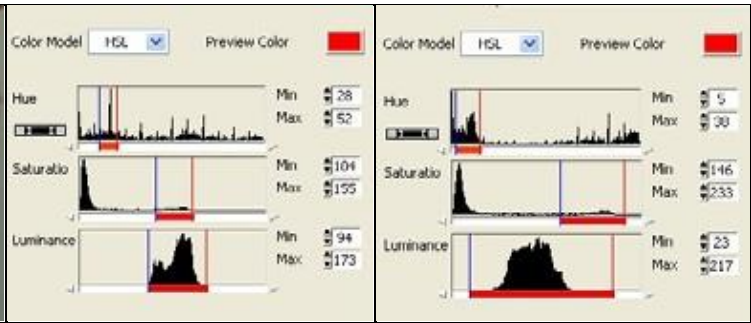 Color Model HSL Preview Color
Hue Min 28
Max 52
Saturatio Min 104
Max 155
Luminance Min 94
Max 173
Color Model HSL Preview Color
Hue Min 5
Max 38
Saturatio Min 146
Max 233
Luminance Min 23
Max 217